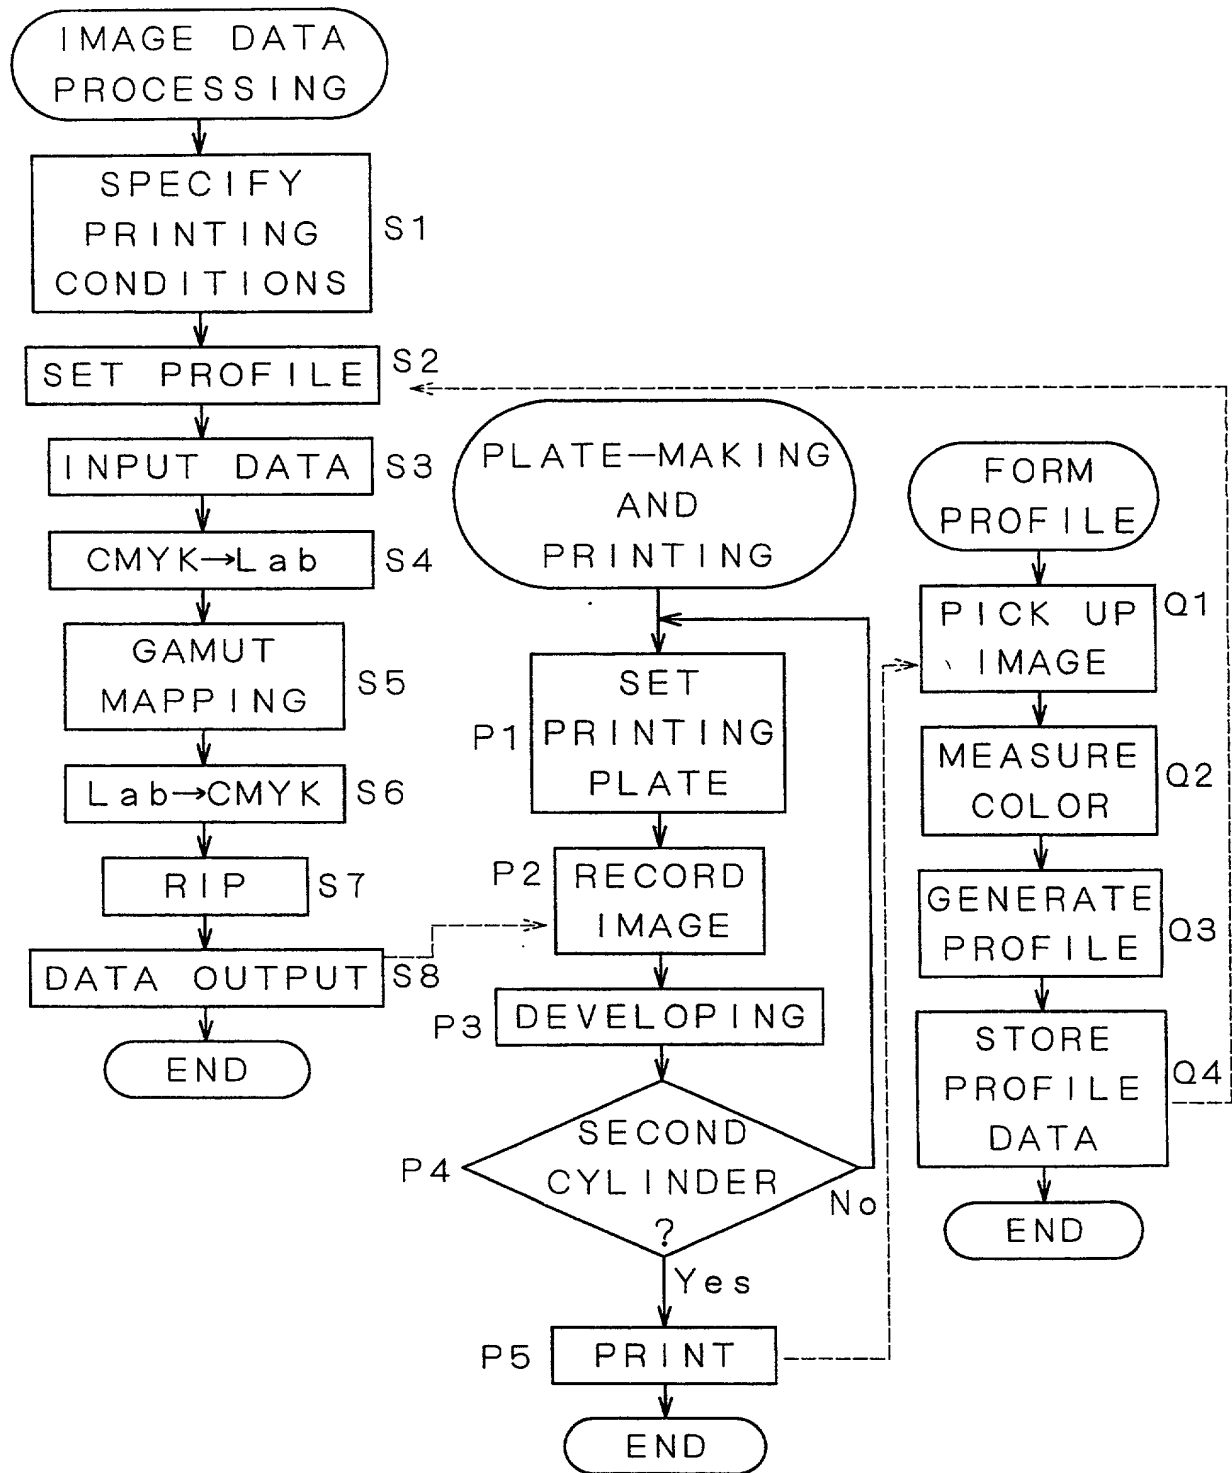 IMAGE DATA
PROCESSING
SPECIFY
PRINTING
CONDITIONS
S1
SET PROFILE
S2
INPUT DATA
S3
CMYK→Lab
S4
GAMUT
MAPPING
S5
Lab→CMYK
S6
RIP
S7
DATA OUTPUT
S8
END
PLATE—MAKING
AND
PRINTING
P1
SET
PRINTING
PLATE
P2
RECORD
IMAGE
P3
DEVELOPING
P4
SECOND
CYLINDER
?
No
Yes
P5
PRINT
END
FORM
PROFILE
PICK UP
IMAGE
Q1
MEASURE
COLOR
Q2
GENERATE
PROFILE
Q3
STORE
PROFILE
DATA
Q4
END